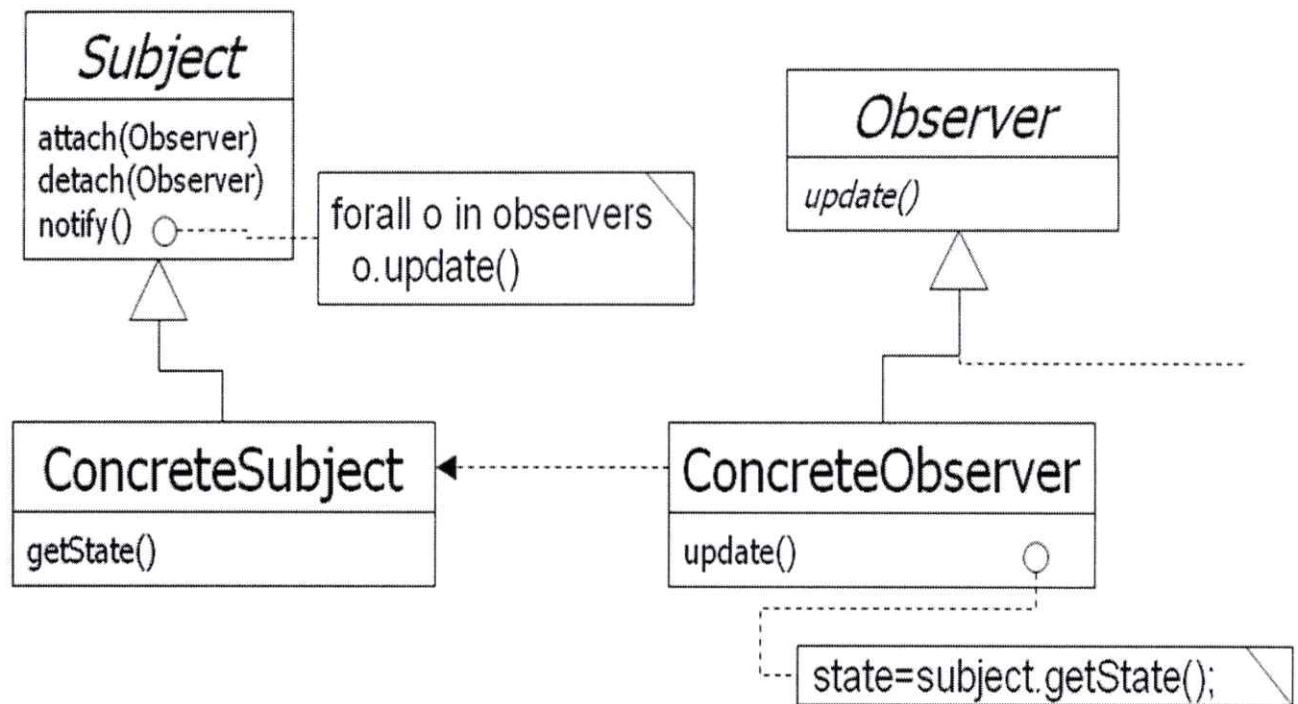 Subject
attach(Observer)
detach(Observer)
notify()
forall o in observers
o.update()
Observer
update()
ConcreteSubject
getState()
ConcreteObserver
update()
state=subject.getState();